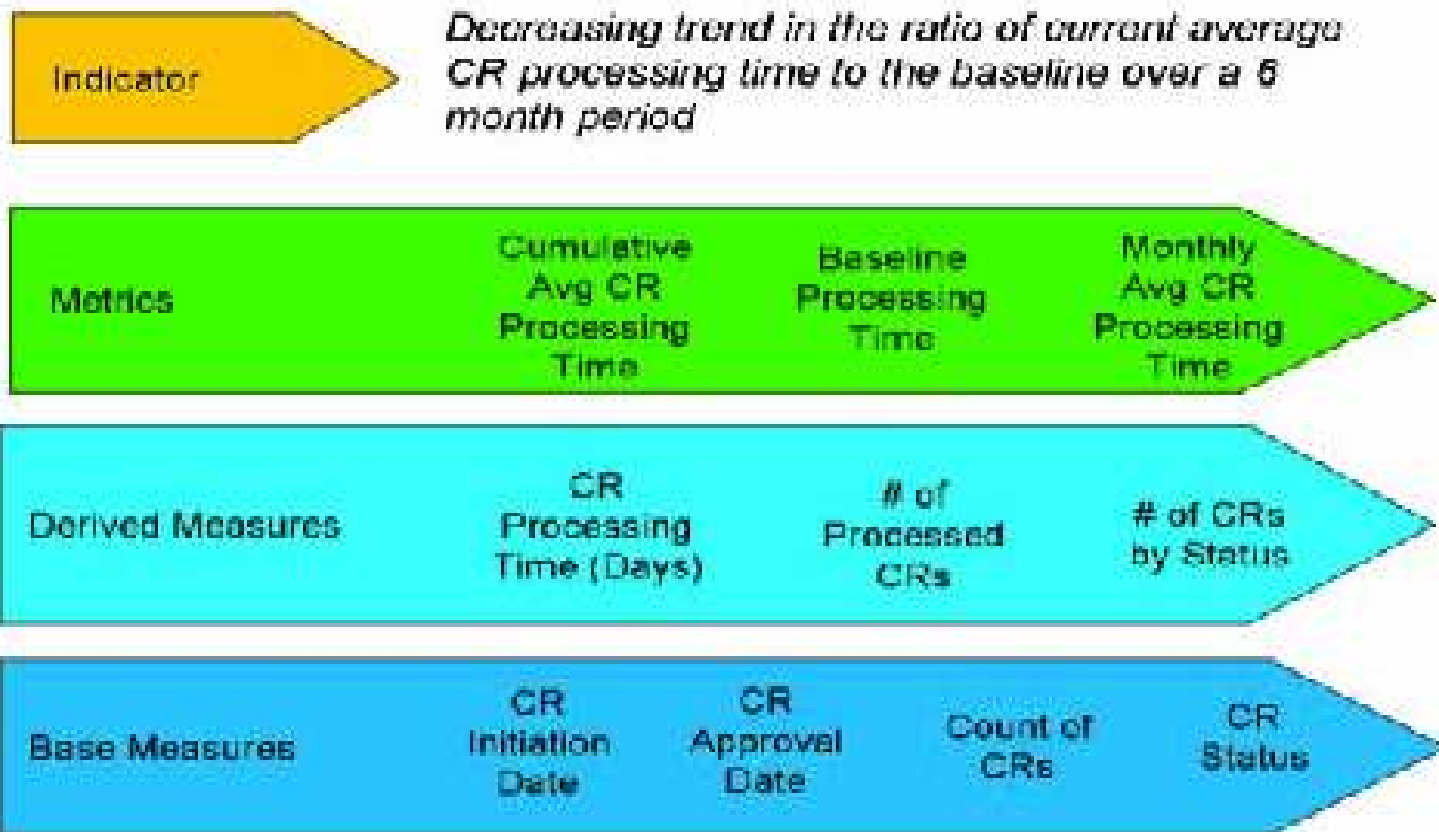 Indicator
Decreasing trend in the ratio of current average
CR processing time to the baseline over a 6
month period
Metrics
Cumulative
Avg CR
Processing
Time
Baseline
Processing
Time
Monthly
Avg CR
Processing
Time
Derived Measures
CR
Processing
Time (Days)
# of
Processed
CRs
# of CRs
by Status
Base Measures
CR
Initiation
Date
CR
Approval
Date
Count of
CRs
CR
Status